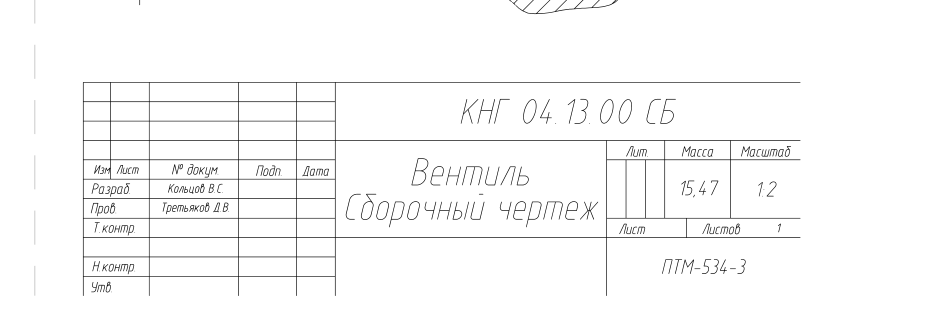 КНГ 04.13.00 СБ
Лит. Масса Масштаб
Изм Лист № докум. Подп. Дата
Вентиль
Сборочный чертеж
15,47 1:2
Разраб Кольцов В.С.
Пров Третьяков Д.В.
Т.контр.
Лист Листов 1
Н.контр.
Утв.
ПТМ-534-3